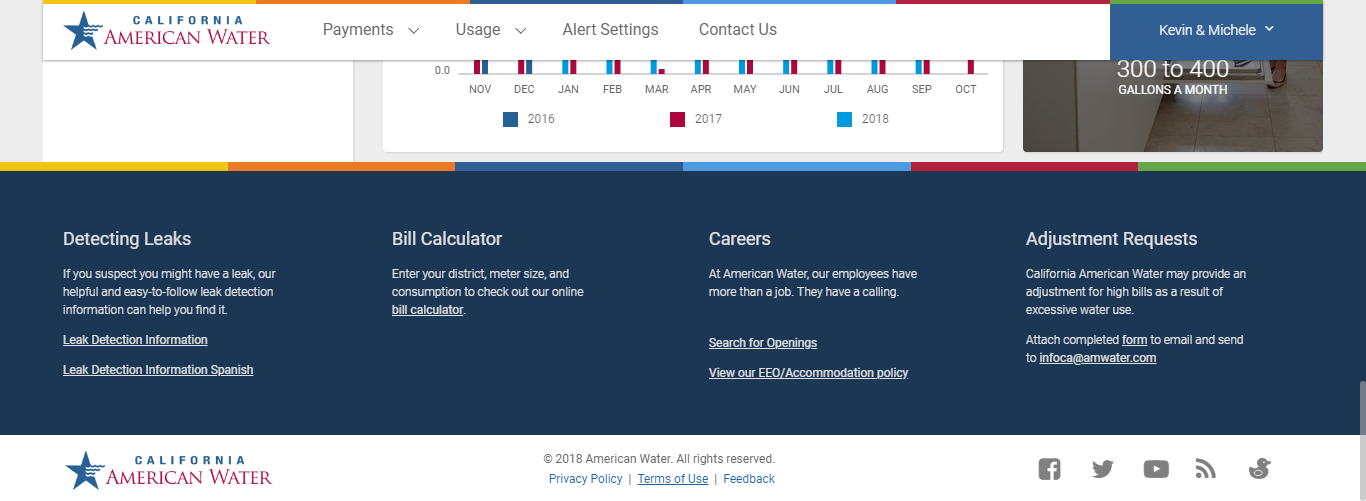 CALIFORNIA
AMERICAN WATER
Payments
Usage
Alert Settings
Contact Us
Kevin & Michele
0.0
NOV DEC JAN FEB MAR APR MAY JUN JUL AUG SEP OCT
2016
2017
2018
300 to 400
GALLONS A MONTH
Detecting Leaks
If you suspect you might have a leak, our
helpful and easy-to-follow leak detection
information can help you find it.
Leak Detection Information
Leak Detection Information Spanish
Bill Calculator
Enter your district, meter size, and
consumption to check out our online
bill calculator.
Careers
At American Water, our employees have
more than a job. They have a calling.
Search for Openings
View our EEO/Accommodation policy
Adjustment Requests
California American Water may provide an
adjustment for high bills as a result of
excessive water use.
Attach completed form to email and send
to infoca@amwater.com
CALIFORNIA
AMERICAN WATER
© 2018 American Water. All rights reserved.
Privacy Policy | Terms of Use | Feedback